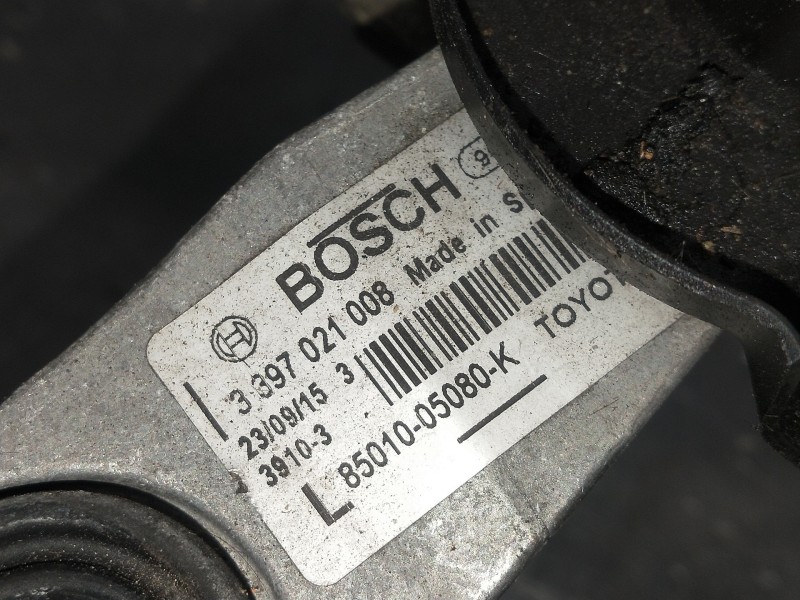 BOSCH
3 397 021 008 Made in S
23/09/15 3
3910-3
L 85010-05080-K TOYOT